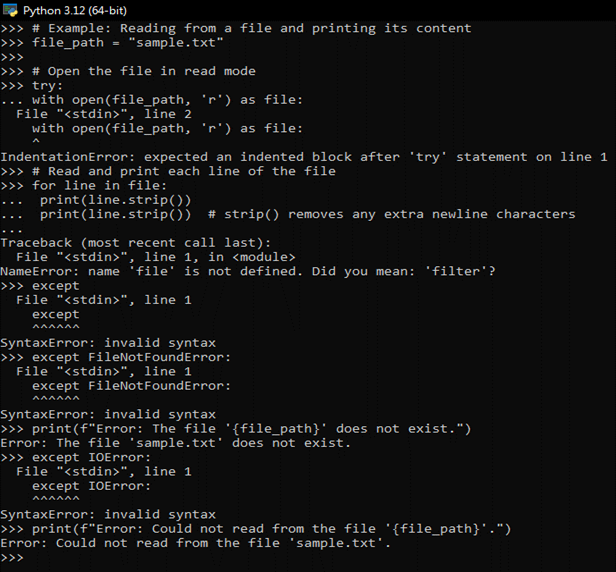 Python 3.12 (64-bit)
>>> # Example: Reading from a file and printing its content
>>> file_path = "sample.txt"
>>>
>>> # Open the file in read mode
>>> try:
... with open(file_path, 'r') as file:
  File "<stdin>", line 2
    with open(file_path, 'r') as file:
    ^
IndentationError: expected an indented block after 'try' statement on line 1
>>> # Read and print each line of the file
>>> for line in file:
...  print(line.strip())
...  print(line.strip())  # strip() removes any extra newline characters
...
Traceback (most recent call last):
  File "<stdin>", line 1, in <module>
NameError: name 'file' is not defined. Did you mean: 'filter'?
>>> except
  File "<stdin>", line 1
    except
    ^^^^^^
SyntaxError: invalid syntax
>>> except FileNotFoundError:
  File "<stdin>", line 1
    except FileNotFoundError:
    ^^^^^^
SyntaxError: invalid syntax
>>> print(f"Error: The file '{file_path}' does not exist.")
Error: The file 'sample.txt' does not exist.
>>> except IOError:
  File "<stdin>", line 1
    except IOError:
    ^^^^^^
SyntaxError: invalid syntax
>>> print(f"Error: Could not read from the file '{file_path}'.")
Error: Could not read from the file 'sample.txt'.
>>>